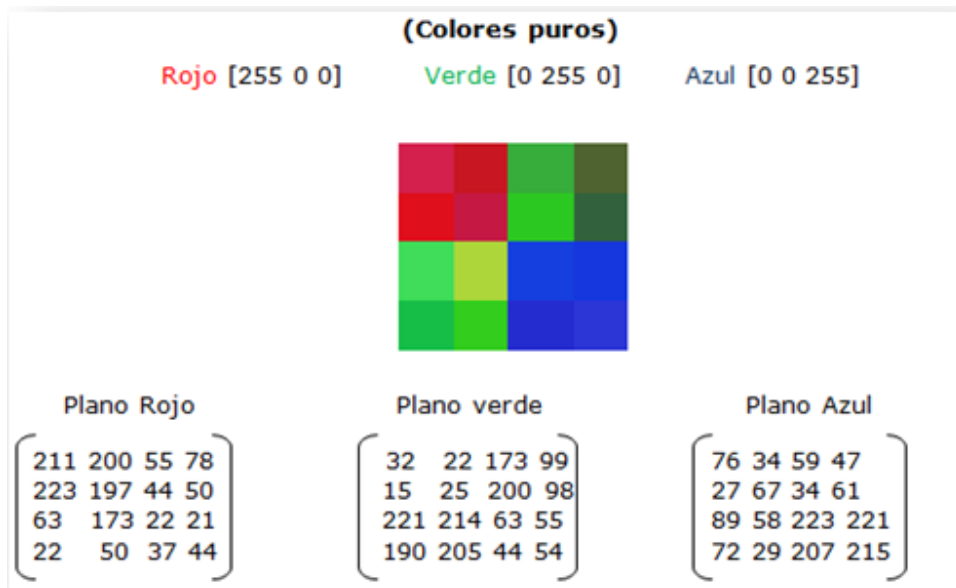 (Colores puros)
Rojo [255 0 0] Verde [0 255 0] Azul [0 0 255]
Plano Rojo Plano verde Plano Azul
211 200 55 78 32 22 173 99 76 34 59 47
223 197 44 50 15 25 200 98 27 67 34 61
63 173 22 21 221 214 63 55 89 58 223 221
22 50 37 44 190 205 44 54 72 29 207 215